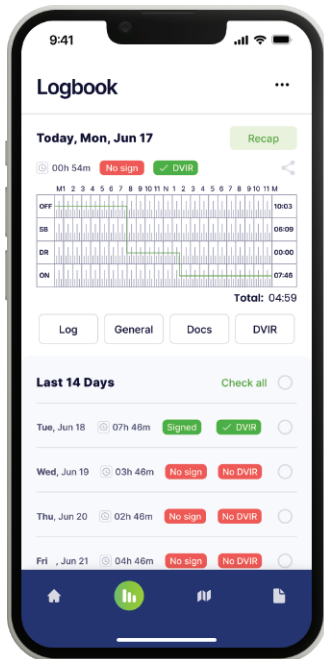 9:41
Logbook
Today, Mon, Jun 17 Recap
00h 54m No sign ✓ DVIR
M1 2 3 4 5 6 7 8 9 10 11 N 1 2 3 4 5 6 7 8 9 10 11 M
OFF 10:03
SB 06:09
DR 00:00
ON 07:46
Total: 04:59
Log General Docs DVIR
Last 14 Days Check all
Tue, Jun 18 07h 46m Signed ✓ DVIR
Wed, Jun 19 03h 46m No sign No DVIR
Thu, Jun 20 02h 46m No sign No DVIR
Fri , Jun 21 04h 46m No sign No DVIR